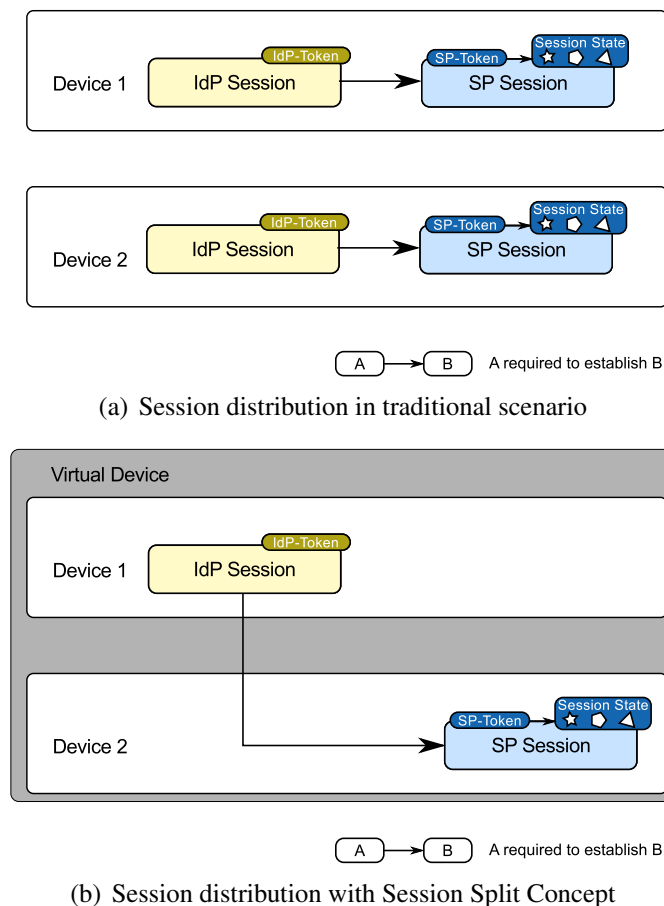 Session State
IdP-Token
SP-Token
Device 1
IdP Session
SP Session
Session State
IdP-Token
SP-Token
Device 2
IdP Session
SP Session
A B A required to establish B
(a) Session distribution in traditional scenario
Virtual Device
IdP-Token
Device 1
IdP Session
Session State
SP-Token
Device 2
SP Session
A B A required to establish B
(b) Session distribution with Session Split Concept